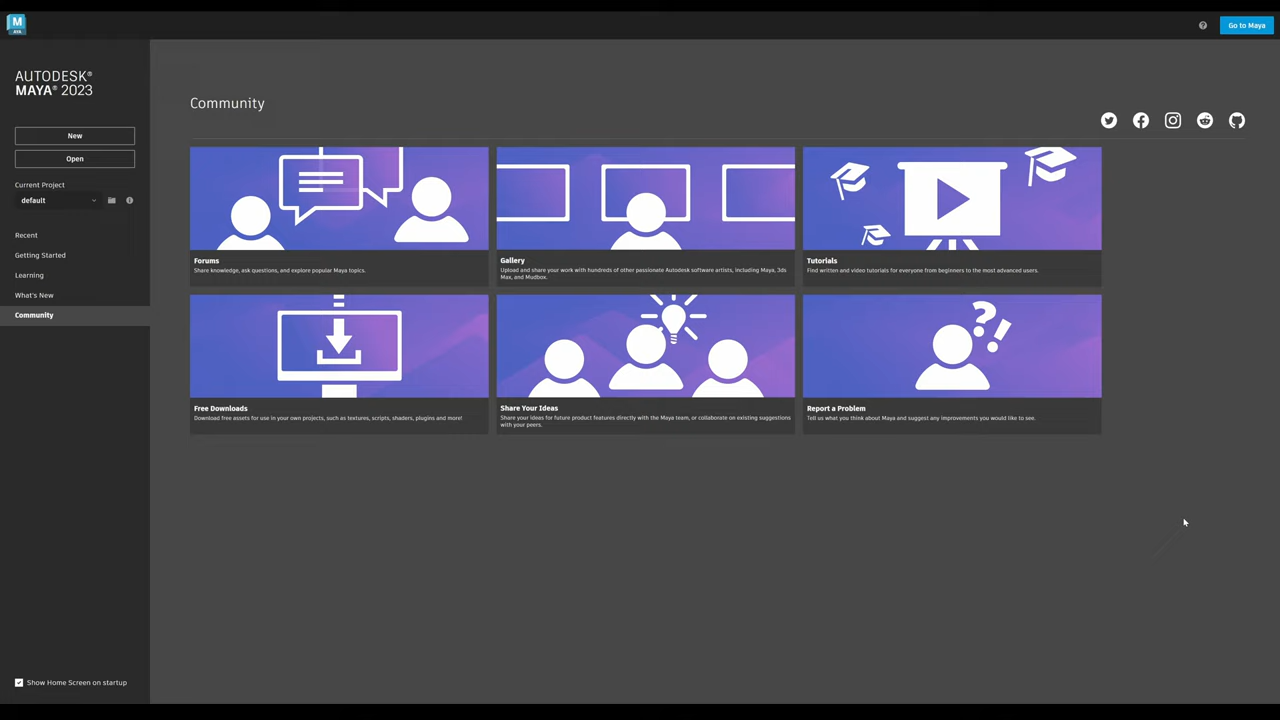 M
AYA
Go to Maya
AUTODESK®
MAYA® 2023
New
Open
Current Project
default
Recent
Getting Started
Learning
What's New
Community
Show Home Screen on startup
Community
Forums
Share knowledge, ask questions, and explore popular Maya topics.
Gallery
Upload and share your work with hundreds of other passionate Autodesk software artists, including Maya, 3ds
Max, and Mudbox.
Tutorials
Find written and video tutorials for everyone from beginners to the most advanced users.
Free Downloads
Download free assets for use in your own projects, such as textures, scripts, shaders, plugins and more!
Share Your Ideas
Share your ideas for future product features directly with the Maya team, or collaborate on existing suggestions
with your peers.
?!
Report a Problem
Tell us what you think about Maya and suggest any improvements you would like to see.